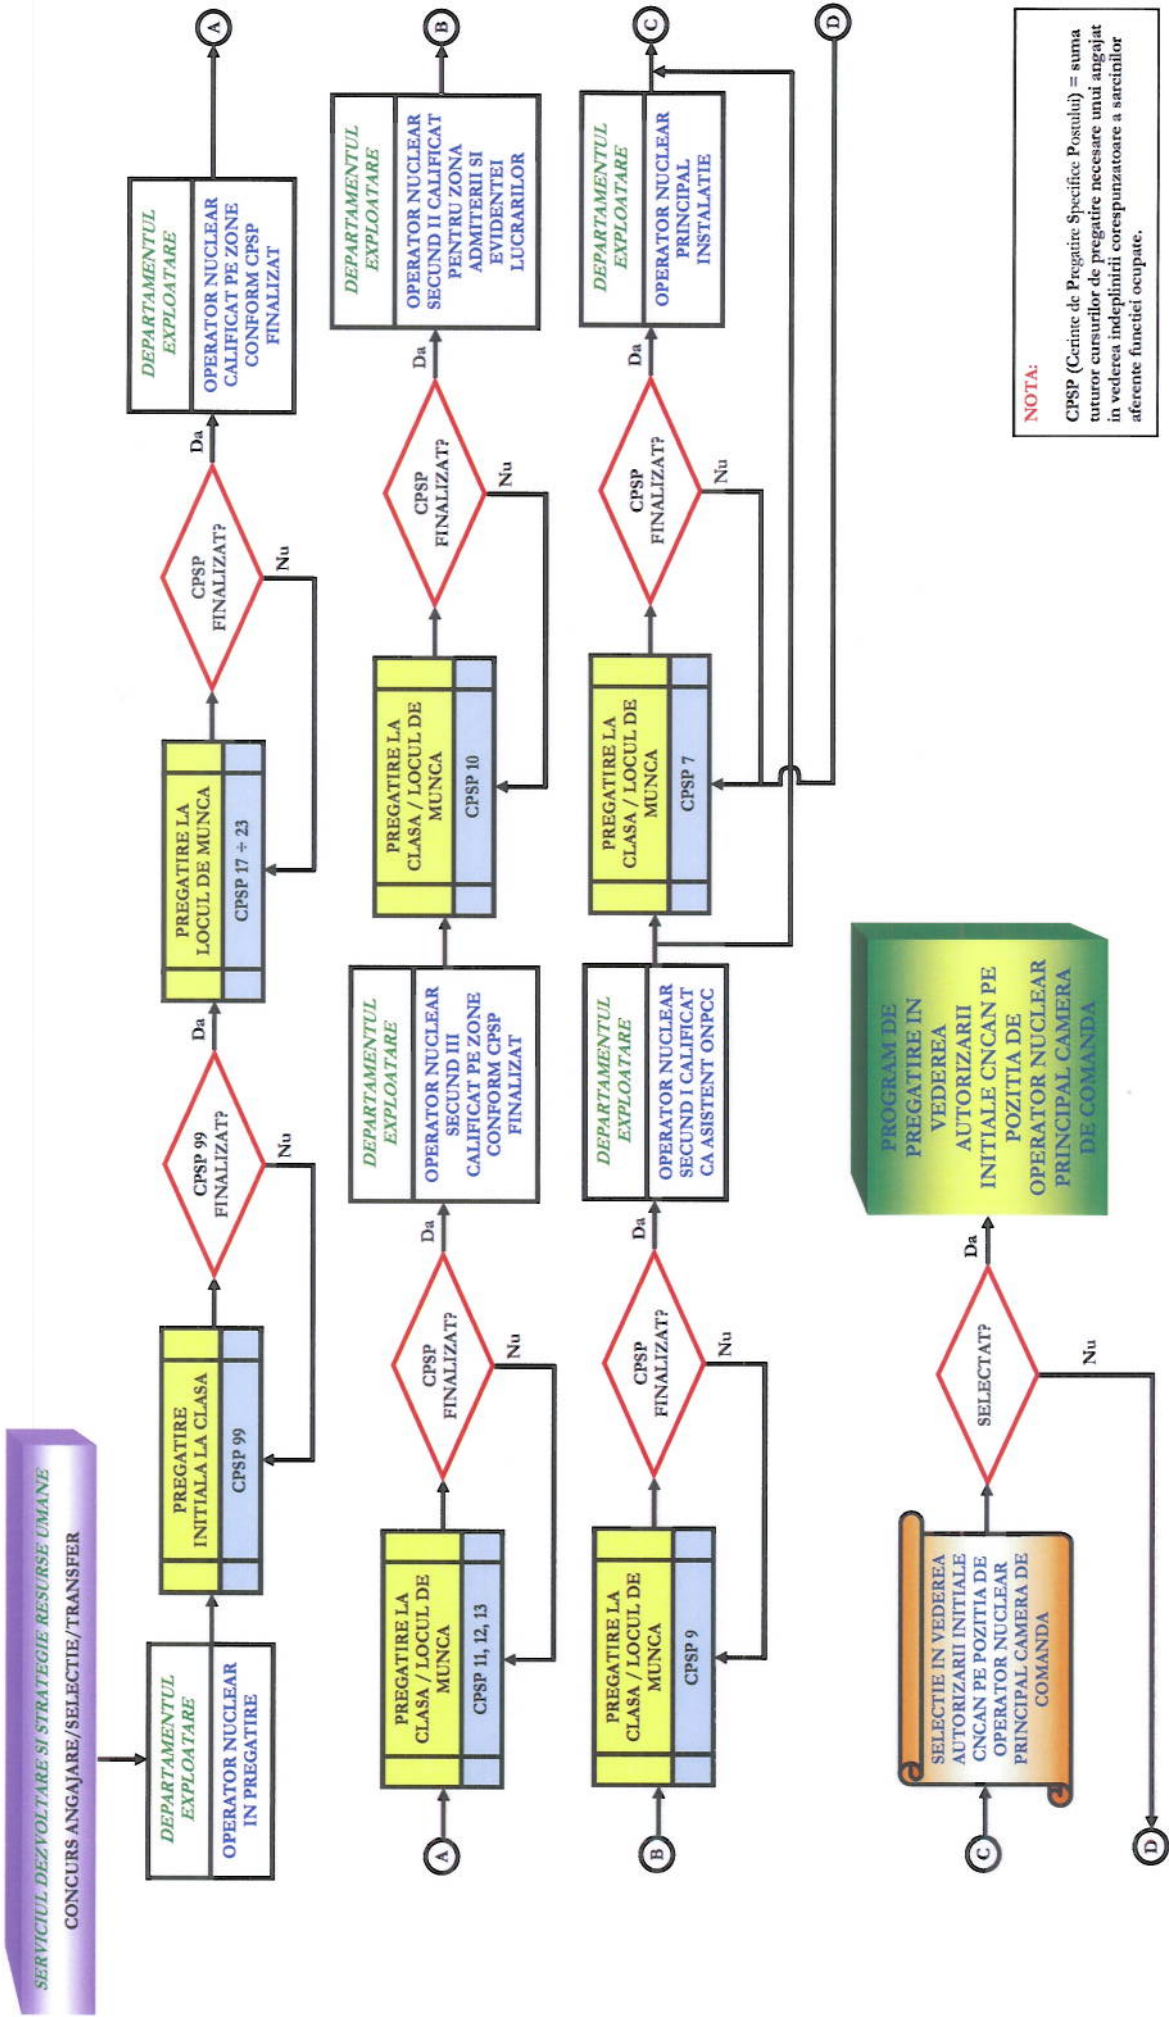 SERVICIUL DEZVOLTARE SI STRATEGIE RESURSE UMANE
CONCURS ANGAJARE/SELECTIE/TRANSFER
DEPARTAMENTUL
EXPLOATARE
OPERATOR NUCLEAR
IN PREGATIRE
PREGATIRE
INITIALA LA CLASA
CPSP 99
CPSP 99
FINALIZAT?
Nu
Da
PREGATIRE LA
LOCUL DE MUNCA
CPSP 17 ÷ 23
CPSP
FINALIZAT?
Nu
Da
DEPARTAMENTUL
EXPLOATARE
OPERATOR NUCLEAR
CALIFICAT PE ZONE
CONFORM CPSP
FINALIZAT
A
A
PREGATIRE LA
CLASA / LOCUL DE
MUNCA
CPSP 11, 12, 13
CPSP
FINALIZAT?
Nu
Da
DEPARTAMENTUL
EXPLOATARE
OPERATOR NUCLEAR
SECUND III
CALIFICAT PE ZONE
CONFORM CPSP
FINALIZAT
PREGATIRE LA
CLASA / LOCUL DE
MUNCA
CPSP 10
CPSP
FINALIZAT?
Nu
Da
DEPARTAMENTUL
EXPLOATARE
OPERATOR NUCLEAR
SECUND II CALIFICAT
PENTRU ZONA
ADMITERII SI
EVIDENTEI
LUCRARILOR
B
B
PREGATIRE LA
CLASA / LOCUL DE
MUNCA
CPSP 9
CPSP
FINALIZAT?
Nu
Da
DEPARTAMENTUL
EXPLOATARE
OPERATOR NUCLEAR
SECUND I CALIFICAT
CA ASISTENT ONPCC
PREGATIRE LA
CLASA / LOCUL DE
MUNCA
CPSP 7
CPSP
FINALIZAT?
Nu
Da
DEPARTAMENTUL
EXPLOATARE
OPERATOR NUCLEAR
PRINCIPAL
INSTALATIE
C
D
C
SELECTIE IN VEDEREA
AUTORIZARII INITIALE
CNCAN PE POZITIA DE
OPERATOR NUCLEAR
PRINCIPAL CAMERA DE
COMANDA
SELECTAT?
Nu
Da
PROGRAM DE
PREGATIRE IN
VEDEREA
AUTORIZARII
INITIALE CNCAN PE
POZITIA DE
OPERATOR NUCLEAR
PRINCIPAL CAMERA
DE COMANDA
D
NOTA:
CPSP (Cerinte de Pregatire Specifice Postului) = suma
tuturor cursurilor de pregatire necesare unui angajat
in vederea indeplinirii corespunzatoare a sarcinilor
aferente functiei ocupate.